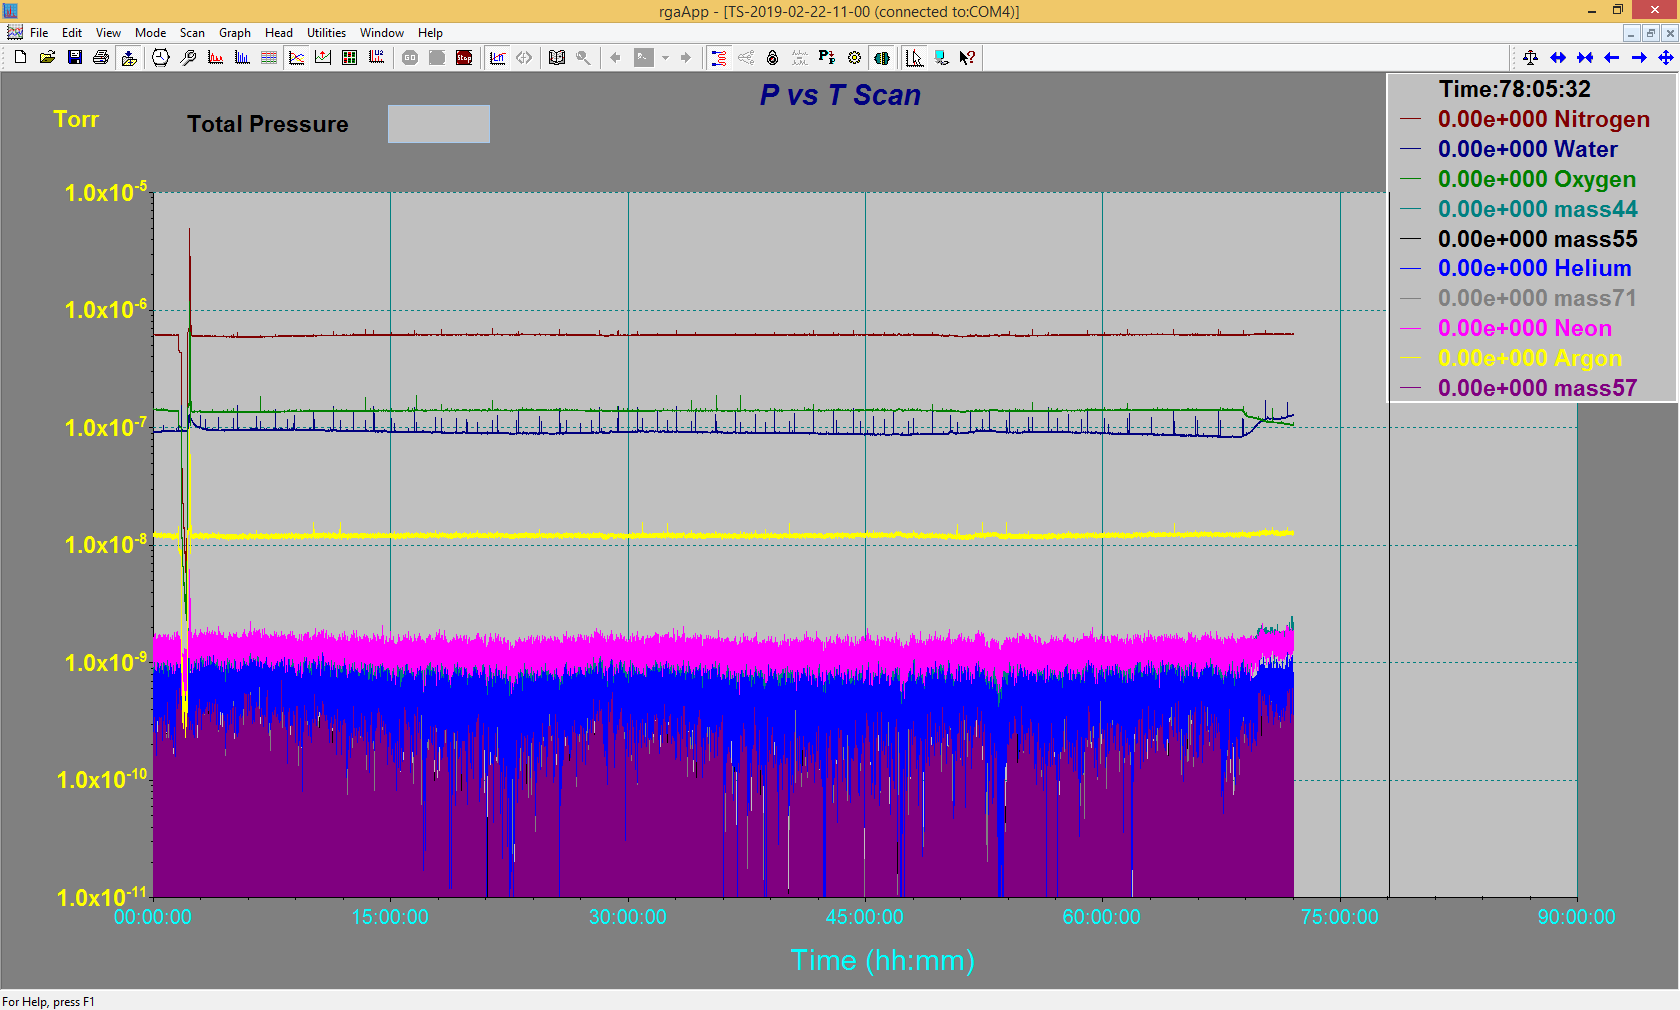 rgaApp - [TS-2019-02-22-11-00 (connected to:COM4)]
File Edit View Mode Scan Graph Head Utilities Window Help
P vs T Scan
Torr
Total Pressure
Time:78:05:32
0.00e+000 Nitrogen
0.00e+000 Water
0.00e+000 Oxygen
0.00e+000 mass44
0.00e+000 mass55
0.00e+000 Helium
0.00e+000 mass71
0.00e+000 Neon
0.00e+000 Argon
0.00e+000 mass57
1.0x10-5
1.0x10-6
1.0x10-7
1.0x10-8
1.0x10-9
1.0x10-10
1.0x10-11
00:00:00 15:00:00 30:00:00 45:00:00 60:00:00 75:00:00 90:00:00
Time (hh:mm)
For Help, press F1